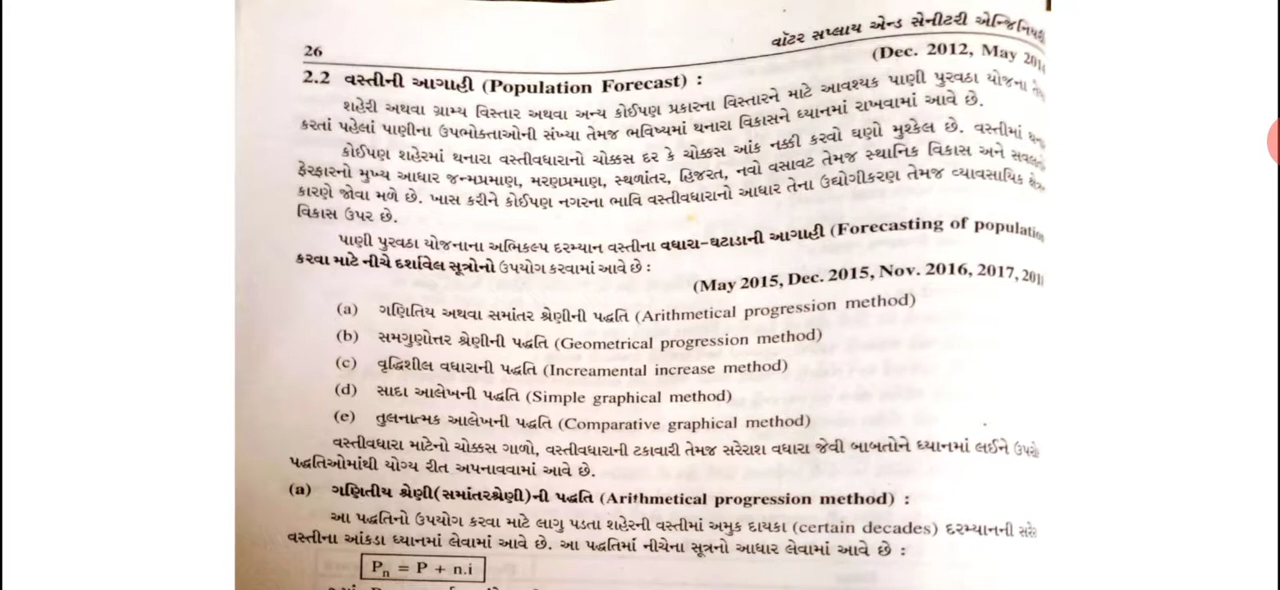 વૉટર સપ્લાય એન્ડ સેનીટરી એન્જિનિયરી
26
(Dec. 2012, May 201
2.2 વસ્તીની આગાહી (Population Forecast) :
શહેરી અથવા ગ્રામ્ય વિસ્તાર અથવા અન્ય કોઈપણ પ્રકારના વિસ્તારને માટે આવશ્યક પાણી પુરવઠા યોજના
કરતાં પહેલાં પાણીના ઉપભોક્તાઓની સંખ્યા તેમજ ભવિષ્યમાં થનારા વિકાસને ધ્યાનમાં રાખવામાં આવે છે.
કોઈપણ શહેરમાં થનારા વસ્તીવધારાનો ચોક્કસ દર કે ચોક્કસ આંક નક્કી કરવો ઘણો મુશ્કેલ છે. વસ્તીમાં
ફેરફારનો મુખ્ય આધાર જન્મપ્રમાણ, મરણપ્રમાણ, સ્થળાંતર, હિજરત, નવો વસાવટ તેમજ સ્થાનિક વિકાસ અને
કારણે જોવા મળે છે. ખાસ કરીને કોઈપણ નગરના ભાવિ વસ્તીવધારાનો આધાર તેના ઉદ્યોગીકરણ તેમજ વ્યાવસાયિક
વિકાસ ઉપર છે.
પાણી પુરવઠા યોજનાના અભિકલ્પ દરમ્યાન વસ્તીના વધારા-ઘટાડાની આગાહી (Forecasting of populatio
કરવા માટે નીચે દર્શાવેલ સૂત્રોનો ઉપયોગ કરવામાં આવે છે :
(May 2015, Dec. 2015, Nov. 2016, 2017, 201
(a) ગણિતિય અથવા સમાંતર શ્રેણીની પદ્ધતિ (Arithmetical progression method)
(b) સમગુણોત્તર શ્રેણીની પદ્ધતિ (Geometrical progression method)
(c) વૃદ્ધિશીલ વધારાની પદ્ધતિ (Increamental increase method)
(d) સાદા આલેખની પદ્ધતિ (Simple graphical method)
(e) તુલનાત્મક આલેખની પદ્ધતિ (Comparative graphical method)
વસ્તીવધારા માટેનો ચોક્કસ ગાળો, વસ્તીવધારાની ટકાવારી તેમજ સરેરાશ વધારા જેવી બાબતોને ધ્યાનમાં લઈને
પદ્ધતિઓમાંથી યોગ્ય રીત અપનાવવામાં આવે છે.
(a) ગણિતીય શ્રેણી(સમાંતરશ્રેણી)ની પદ્ધતિ (Arithmetical progression method) :
આ પદ્ધતિનો ઉપયોગ કરવા માટે લાગુ પડતા શહેરની વસ્તીમાં અમુક દાયકા (certain decades) દરમ્યાનની
વસ્તીના આંકડા ધ્યાનમાં લેવામાં આવે છે. આ પદ્ધતિમાં નીચેના સૂત્રનો આધાર લેવામાં આવે છે :
Pn = P + n.i